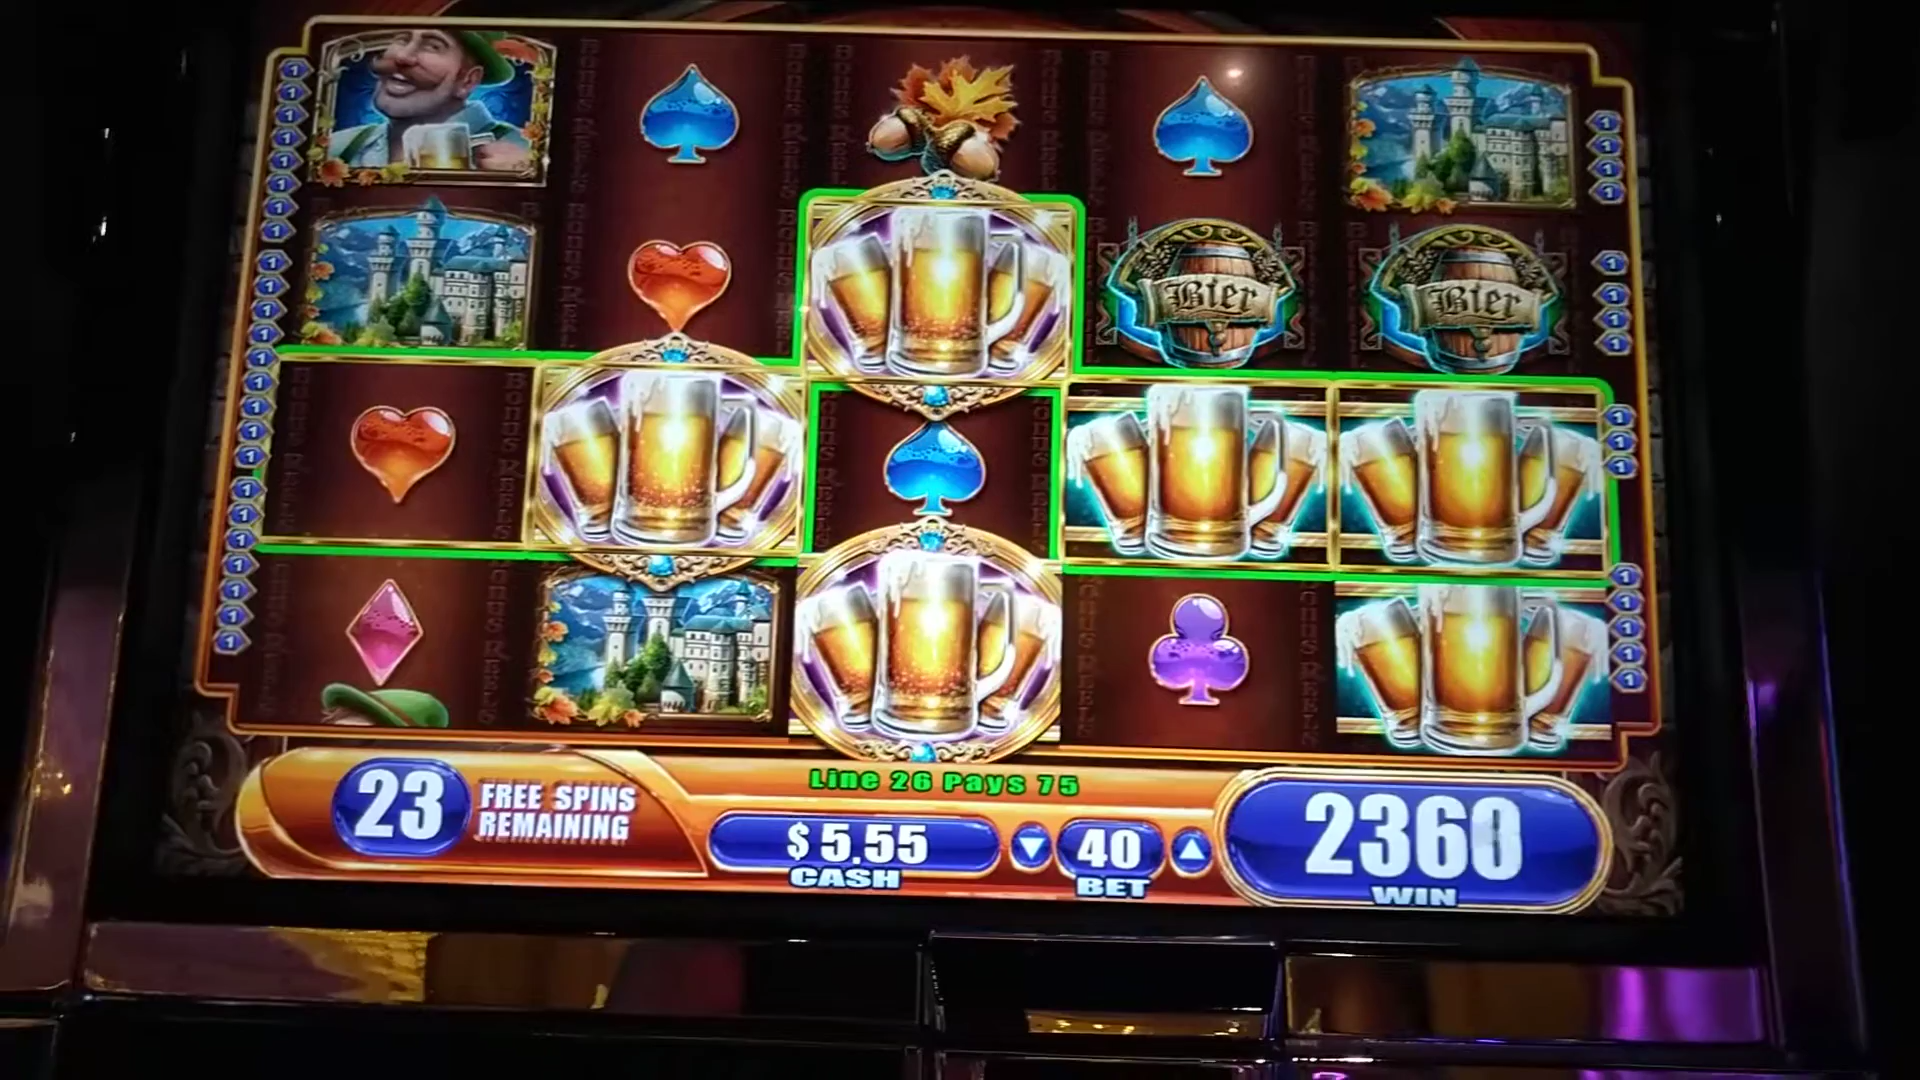 Bier
Bier
Line 26 Pays 75
23
FREE SPINS
REMAINING
$5.55
CASH
40
BET
2360
WIN